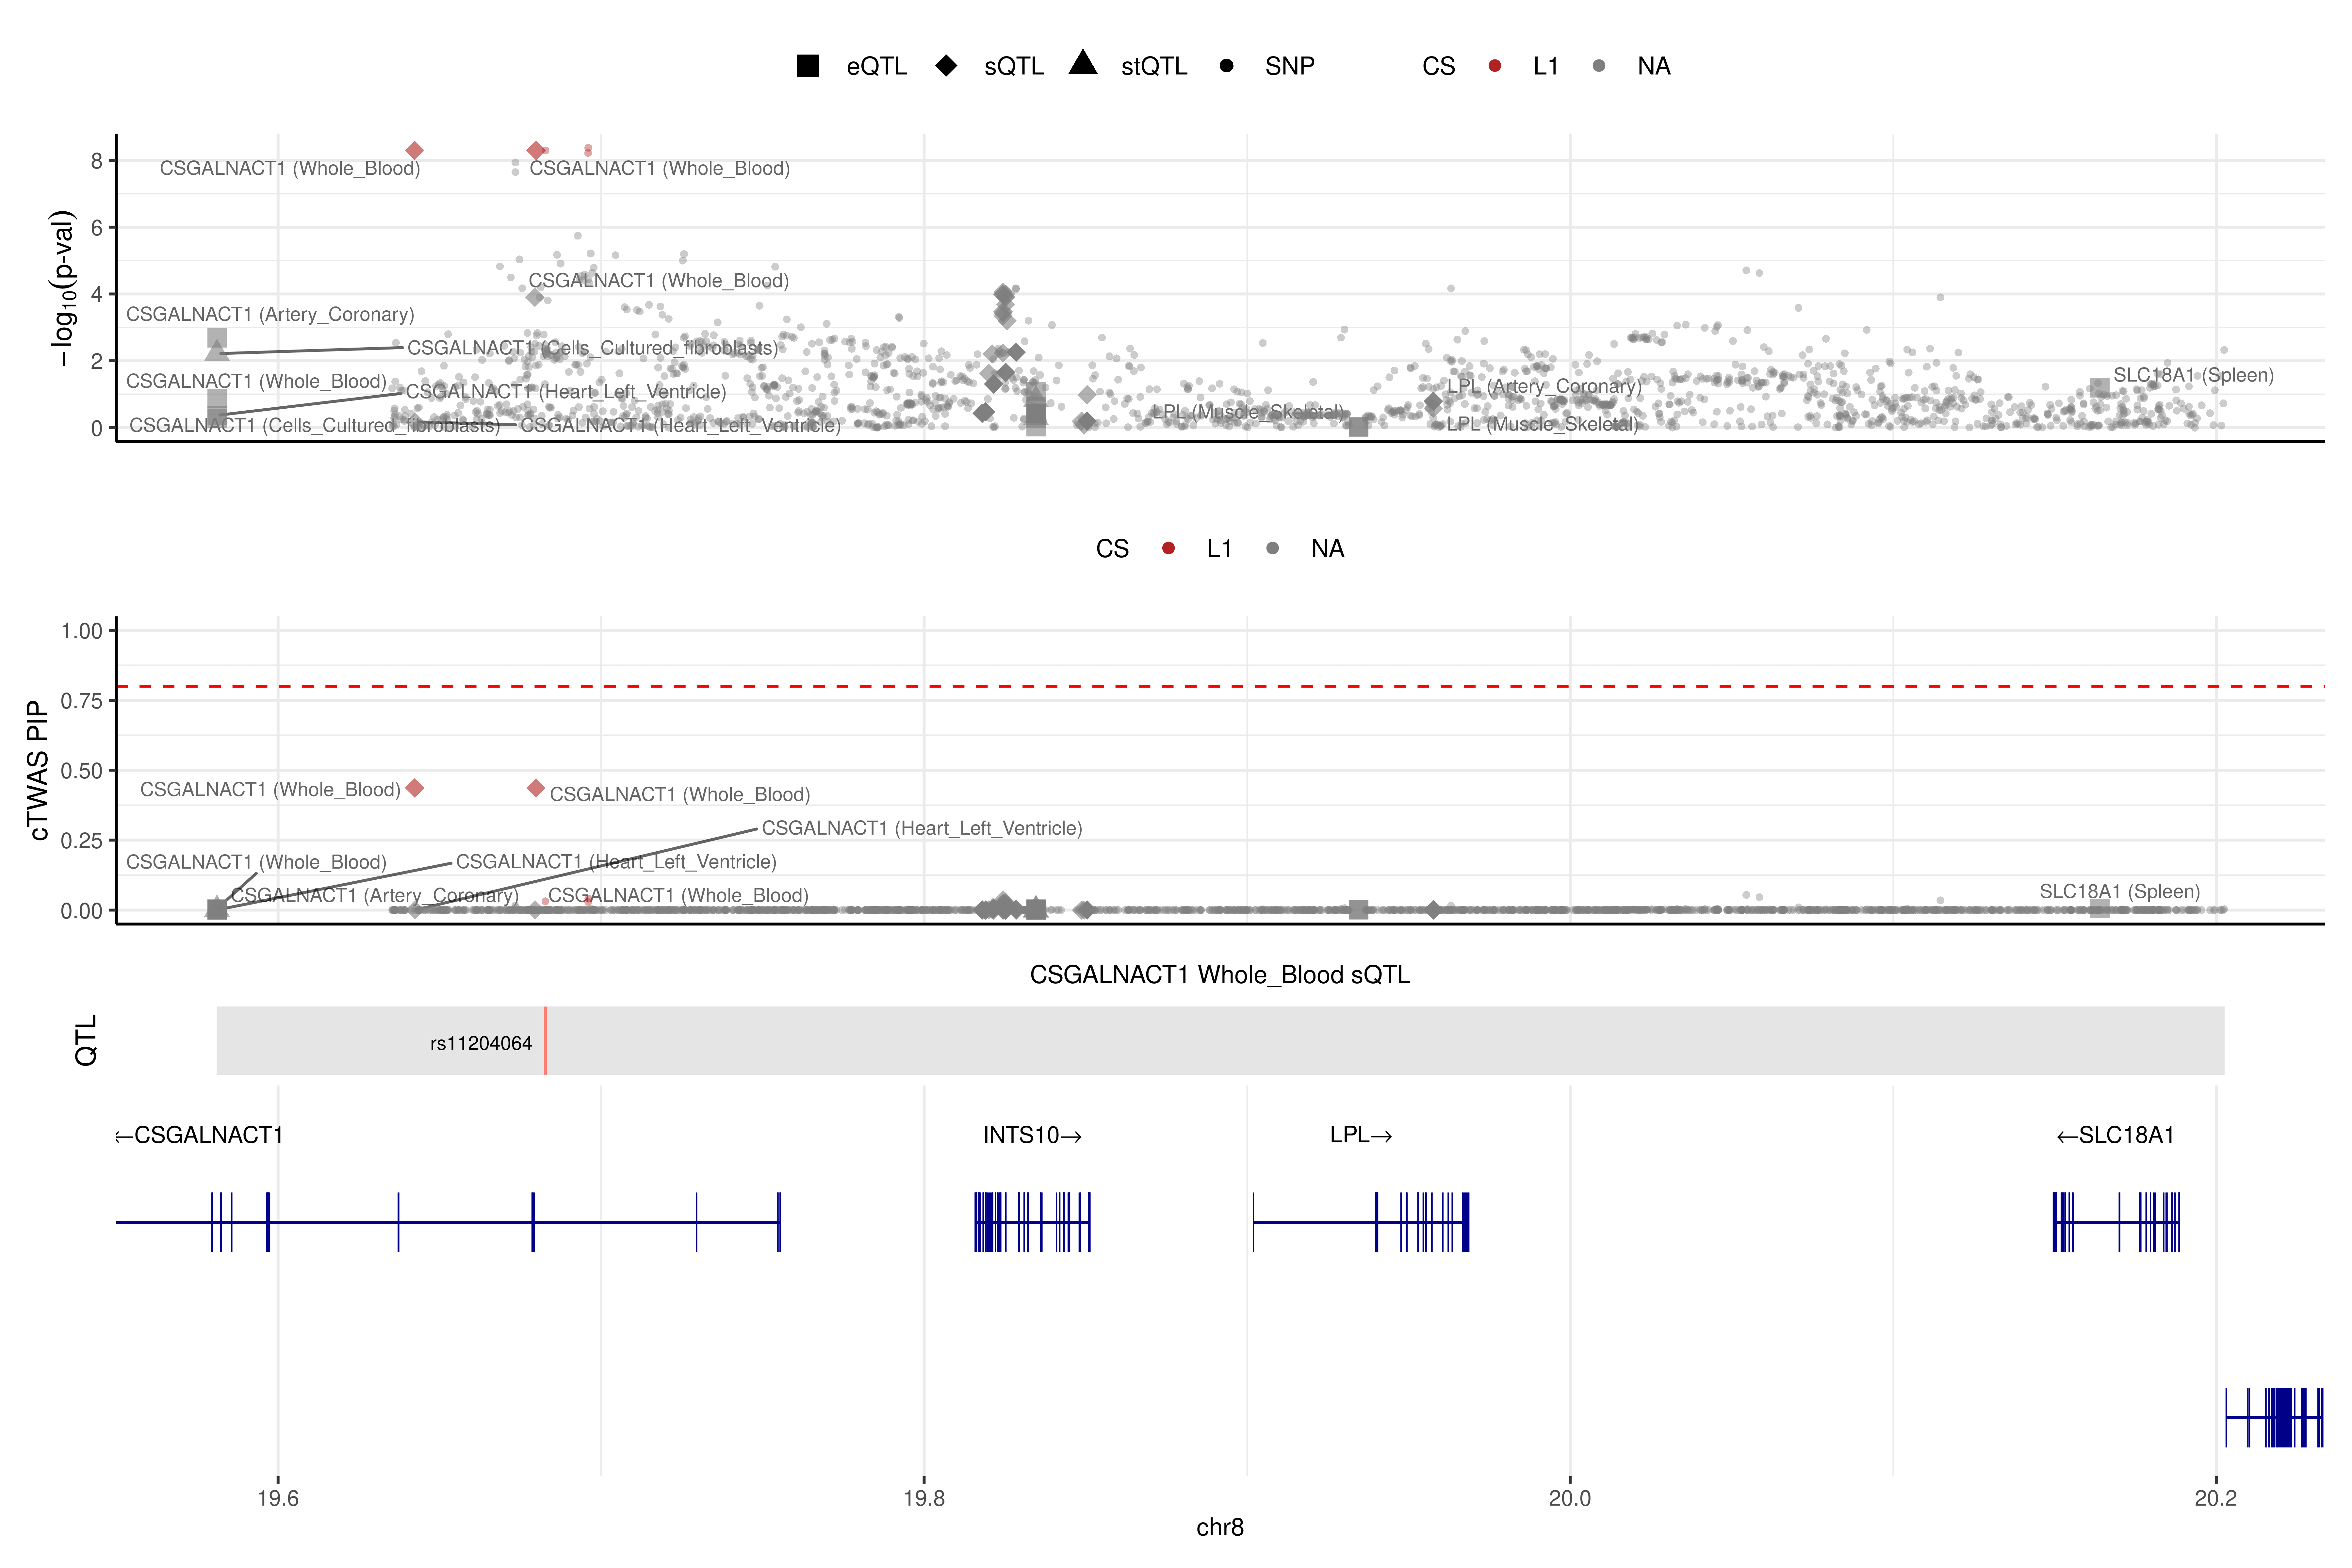 eQTL sQTL stQTL SNP CS L1 NA
−log10(p-val)
8
6
4
2
0
CSGALNACT1 (Whole_Blood)
CSGALNACT1 (Whole_Blood)
CSGALNACT1 (Whole_Blood)
CSGALNACT1 (Artery_Coronary)
CSGALNACT1 (Cells_Cultured_fibroblasts)
CSGALNACT1 (Whole_Blood)
CSGALNACT1 (Heart_Left_Ventricle)
CSGALNACT1 (Cells_Cultured_fibroblasts)
CSGALNACT1 (Heart_Left_Ventricle)
LPL (Muscle_Skeletal)
LPL (Artery_Coronary)
LPL (Muscle_Skeletal)
SLC18A1 (Spleen)
CS L1 NA
cTWAS PIP
1.00
0.75
0.50
0.25
0.00
CSGALNACT1 (Whole_Blood)
CSGALNACT1 (Whole_Blood)
CSGALNACT1 (Heart_Left_Ventricle)
CSGALNACT1 (Whole_Blood)
CSGALNACT1 (Heart_Left_Ventricle)
CSGALNACT1 (Artery_Coronary)
CSGALNACT1 (Whole_Blood)
SLC18A1 (Spleen)
CSGALNACT1 Whole_Blood sQTL
QTL
rs11204064
←CSGALNACT1 INTS10→ LPL→ ←SLC18A1
19.6 19.8 20.0 20.2
chr8